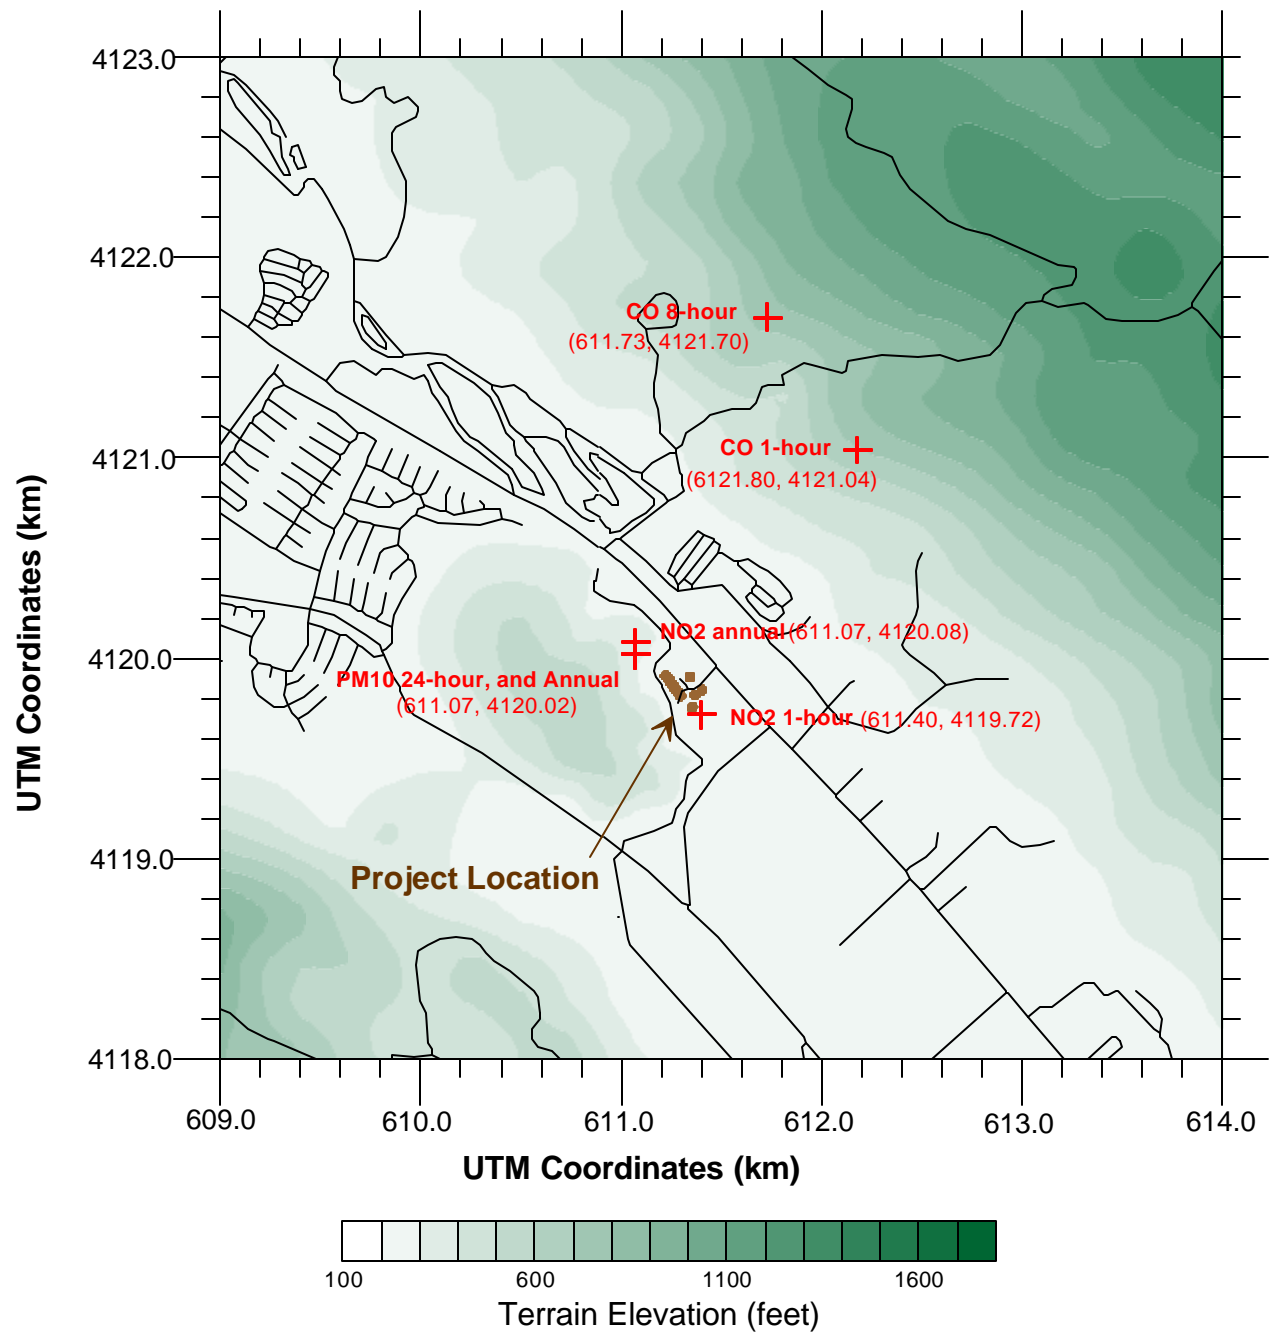 4123.0
4122.0
CO 8-hour
(611.73, 4121.70)
CO 1-hour
4121.0
(6121.80, 4121.04)
UTM Coordinates (km)
NO2 annual (611.07, 4120.08)
4120.0
PM10 24-hour, and Annual
(611.07, 4120.02)
NO2 1-hour (611.40, 4119.72)
4119.0
Project Location
4118.0
609.0 610.0 611.0 612.0 613.0 614.0
UTM Coordinates (km)
100 600 1100 1600
Terrain Elevation (feet)